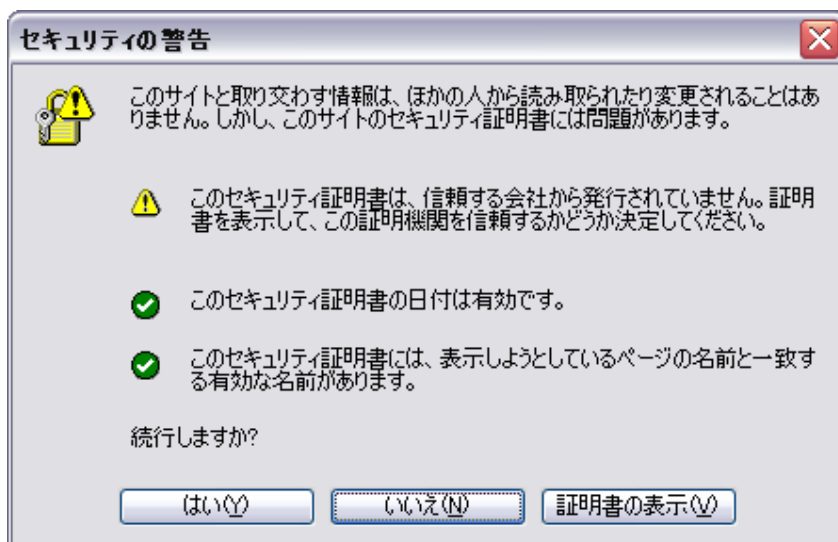 セキュリティの警告
このサイトと取り交わす情報は、ほかの人から読み取られたり変更されることはあ
りません。しかし、このサイトのセキュリティ証明書には問題があります。
このセキュリティ証明書は、信頼する会社から発行されていません。証明
書を表示して、この証明機関を信頼するかどうか決定してください。
このセキュリティ証明書の日付は有効です。
このセキュリティ証明書には、表示しようとしているページの名前と一致す
る有効な名前があります。
続行しますか?
はい(Y) いいえ(N) 証明書の表示(V)